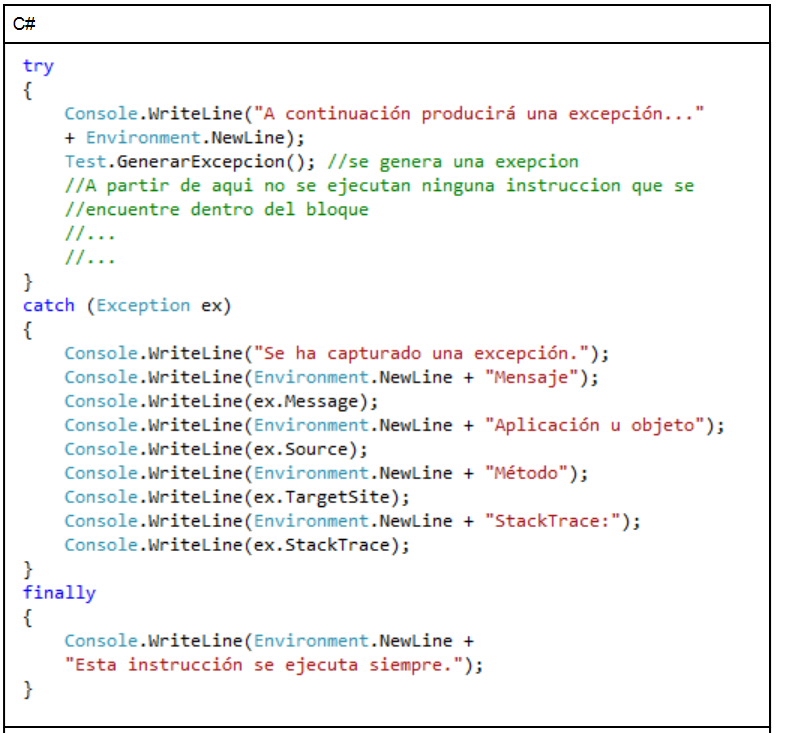 C#
try
{
Console.WriteLine("A continuación producirá una excepción..."
+ Environment.NewLine);
Test.GenerarExcepcion(); //se genera una exepcion
//A partir de aqui no se ejecutan ninguna instruccion que se
//encuentre dentro del bloque
//...
//...
}
catch (Exception ex)
{
Console.WriteLine("Se ha capturado una excepción.");
Console.WriteLine(Environment.NewLine + "Mensaje");
Console.WriteLine(ex.Message);
Console.WriteLine(Environment.NewLine + "Aplicación u objeto");
Console.WriteLine(ex.Source);
Console.WriteLine(Environment.NewLine + "Método");
Console.WriteLine(ex.TargetSite);
Console.WriteLine(Environment.NewLine + "StackTrace:");
Console.WriteLine(ex.StackTrace);
}
finally
{
Console.WriteLine(Environment.NewLine +
"Esta instrucción se ejecuta siempre.");
}